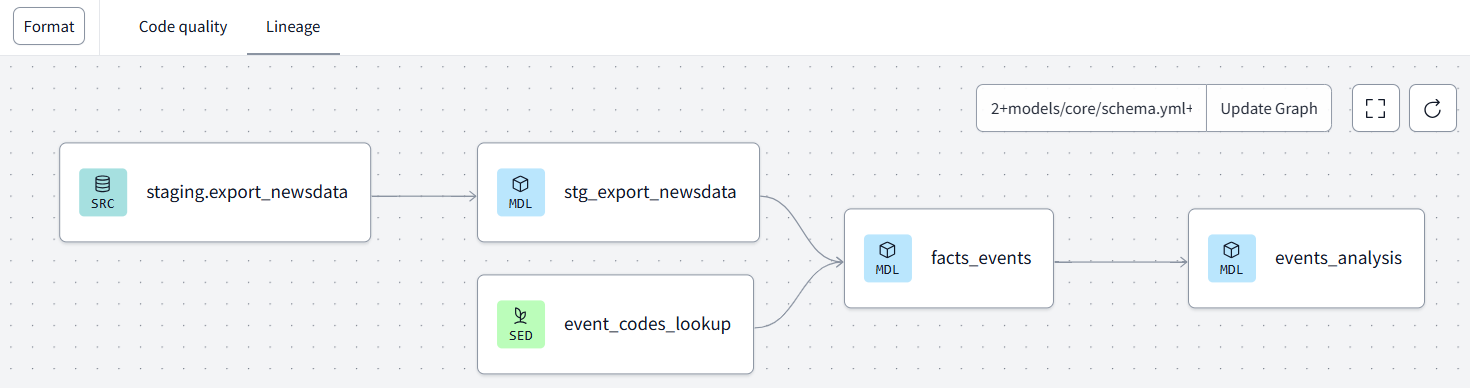 Format Code quality Lineage
2+models/core/schema.yml+ Update Graph
SRC staging.export_newsdata
MDL stg_export_newsdata
SED event_codes_lookup
MDL facts_events
MDL events_analysis